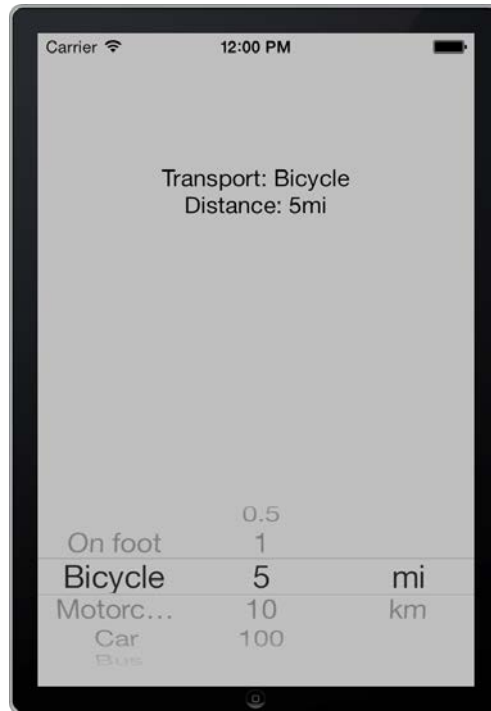 Carrier 12:00 PM
Transport: Bicycle
Distance: 5mi
0.5
On foot 1
Bicycle 5 mi
Motorc... 10 km
Car 100
Bus